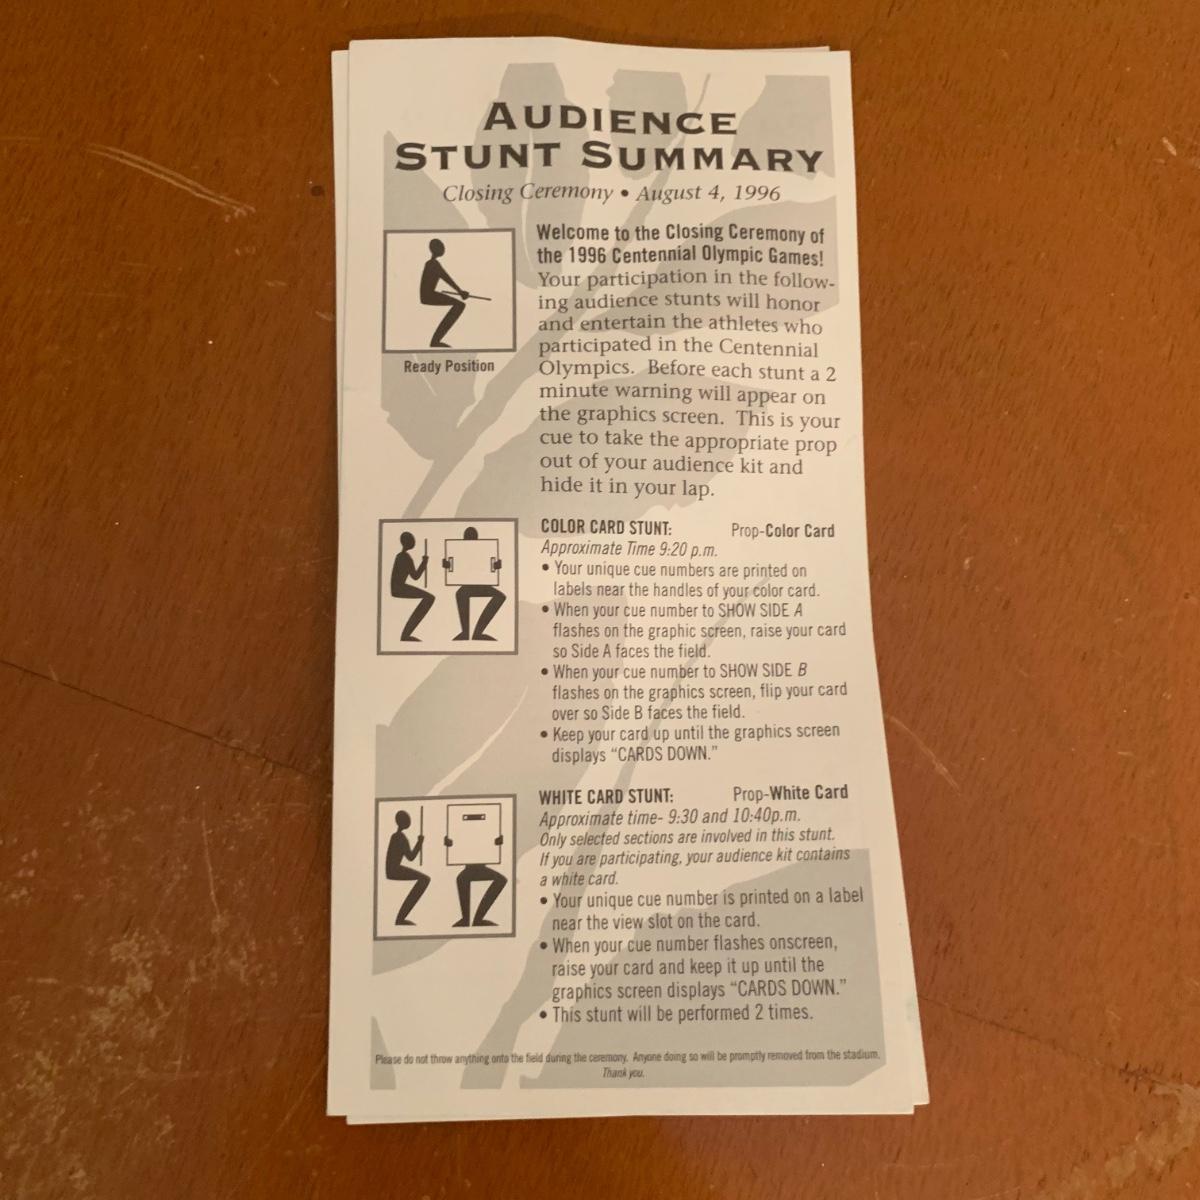 AUDIENCE
STUNT SUMMARY
Closing Ceremony • August 4, 1996
Welcome to the Closing Ceremony of
the 1996 Centennial Olympic Games!
Your participation in the follow-
ing audience stunts will honor
and entertain the athletes who
participated in the Centennial
Olympics. Before each stunt a 2
minute warning will appear on
the graphics screen. This is your
cue to take the appropriate prop
out of your audience kit and
hide it in your lap.
Ready Position
COLOR CARD STUNT: Prop-Color Card
Approximate Time 9:20 p.m.
• Your unique cue numbers are printed on
labels near the handles of your color card.
• When your cue number to SHOW SIDE A
flashes on the graphic screen, raise your card
so Side A faces the field.
• When your cue number to SHOW SIDE B
flashes on the graphics screen, flip your card
over so Side B faces the field.
• Keep your card up until the graphics screen
displays “CARDS DOWN.”
WHITE CARD STUNT: Prop-White Card
Approximate time- 9:30 and 10:40p.m.
Only selected sections are involved in this stunt.
If you are participating, your audience kit contains
a white card.
• Your unique cue number is printed on a label
near the view slot on the card.
• When your cue number flashes onscreen,
raise your card and keep it up until the
graphics screen displays “CARDS DOWN.”
• This stunt will be performed 2 times.
Please do not throw anything onto the field during the ceremony. Anyone doing so will be promptly removed from the stadium.
Thank you.